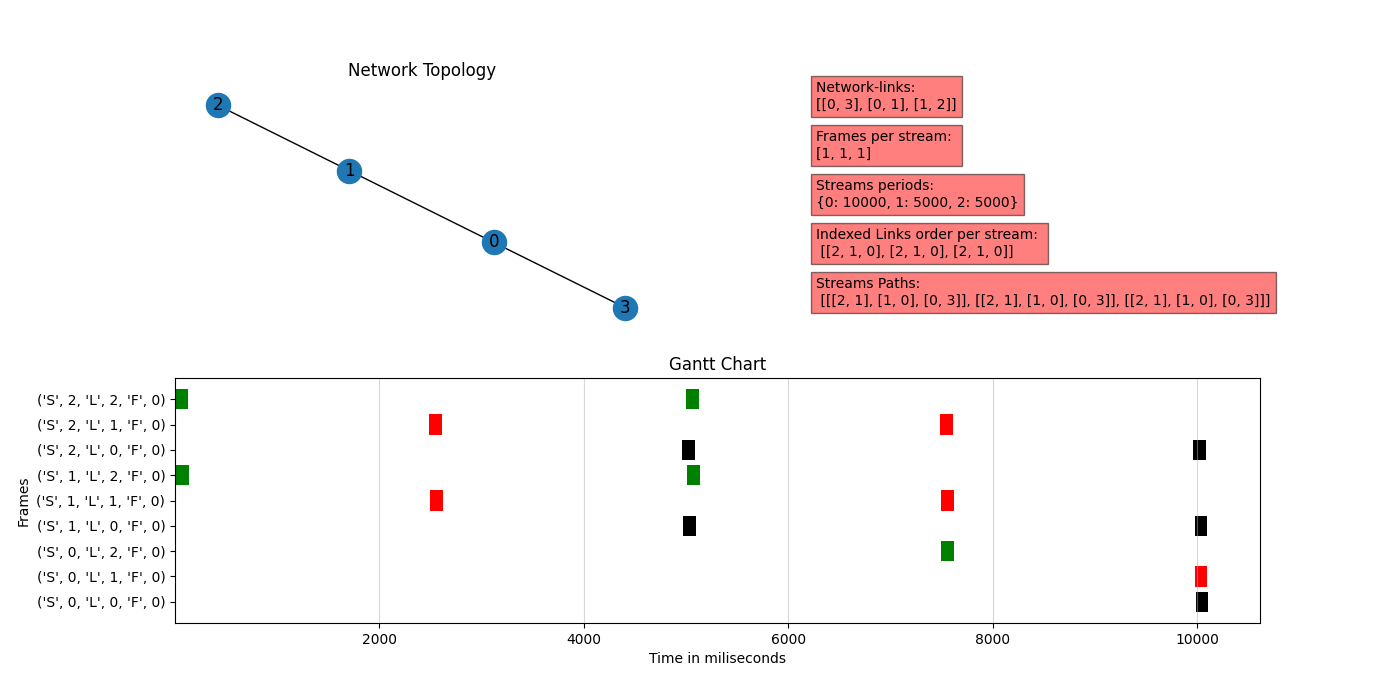 Network Topology
2
1
0
3
Network-links:
[[0, 3], [0, 1], [1, 2]]
Frames per stream:
[1, 1, 1]
Streams periods:
{0: 10000, 1: 5000, 2: 5000}
Indexed Links order per stream:
[[2, 1, 0], [2, 1, 0], [2, 1, 0]]
Streams Paths:
[[[2, 1], [1, 0], [0, 3]], [[2, 1], [1, 0], [0, 3]], [[2, 1], [1, 0], [0, 3]]]
Gantt Chart
Frames
('S', 2, 'L', 2, 'F', 0)
('S', 2, 'L', 1, 'F', 0)
('S', 2, 'L', 0, 'F', 0)
('S', 1, 'L', 2, 'F', 0)
('S', 1, 'L', 1, 'F', 0)
('S', 1, 'L', 0, 'F', 0)
('S', 0, 'L', 2, 'F', 0)
('S', 0, 'L', 1, 'F', 0)
('S', 0, 'L', 0, 'F', 0)
2000 4000 6000 8000 10000
Time in miliseconds